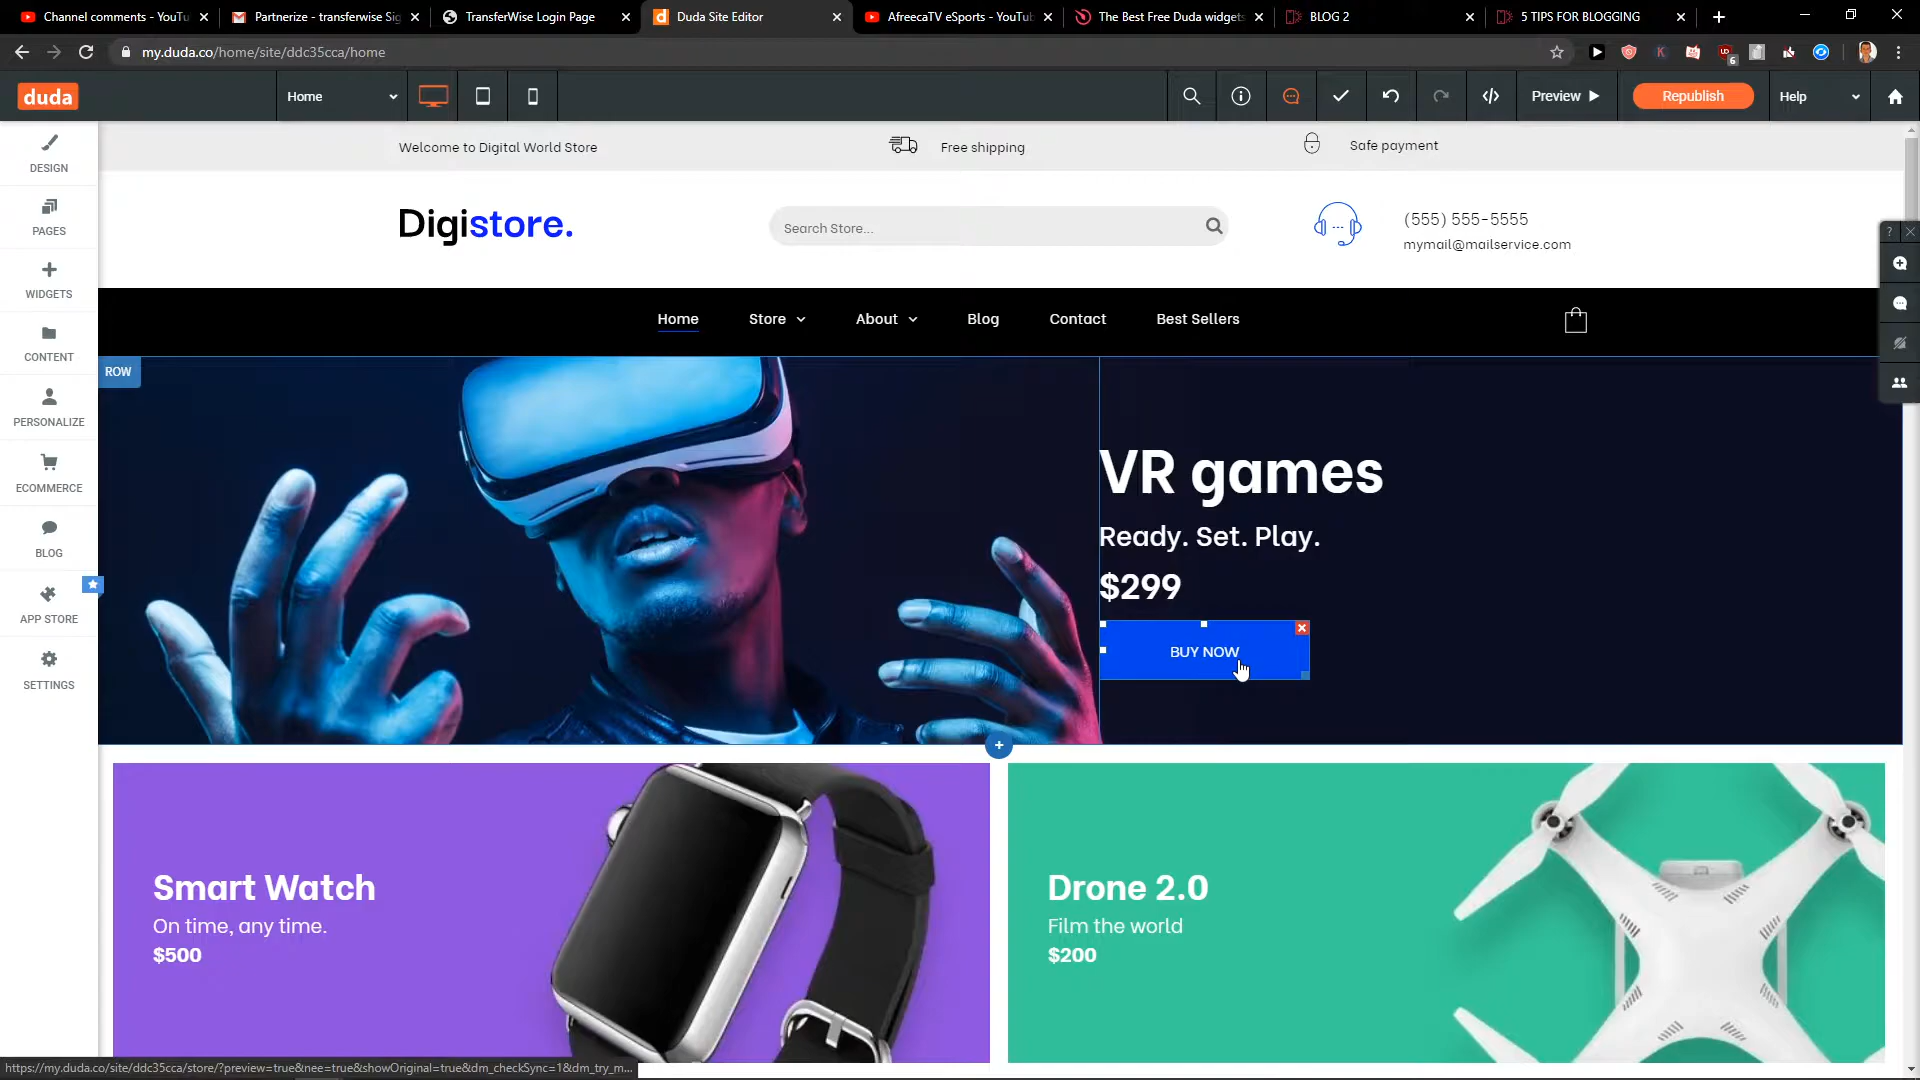 Channel comments - YouTu
Partnerize - transferwise Sig
TransferWise Login Page
Duda Site Editor
AfreecaTV eSports - YouTub
The Best Free Duda widgets
BLOG 2
5 TIPS FOR BLOGGING
my.duda.co/home/site/ddc35cca/home
6
duda
Home
Preview
Republish
Help
DESIGN
PAGES
WIDGETS
CONTENT
PERSONALIZE
ECOMMERCE
BLOG
APP STORE
SETTINGS
Welcome to Digital World Store
Free shipping
Safe payment
Digistore.
Search Store...
(555) 555-5555
mymail@mailservice.com
Home
Store
About
Blog
Contact
Best Sellers
ROW
VR games
Ready. Set. Play.
$299
BUY NOW
Smart Watch
On time, any time.
$500
Drone 2.0
Film the world
$200
https://my.duda.co/site/ddc35cca/store/?preview=true&nee=true&showOriginal=true&dm_checkSync=1&dm_try_m...